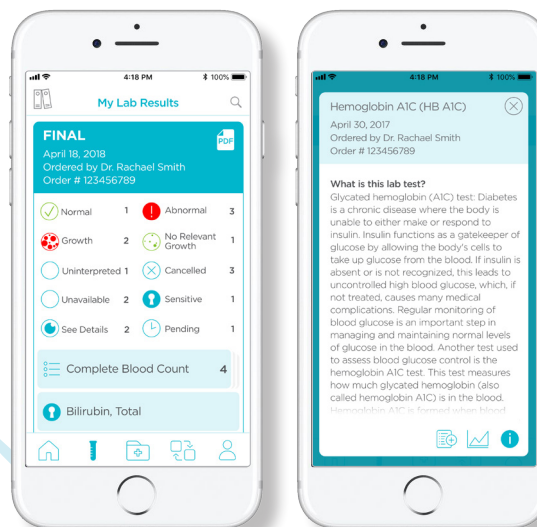 4:18 PM
100%
My Lab Results
FINAL
PDF
April 18, 2018
Ordered by Dr. Rachael Smith
Order # 123456789
Normal 1
Abnormal 3
Growth 2
No Relevant
Growth 1
Uninterpreted 1
Cancelled 3
Unavailable 2
Sensitive 1
See Details 2
Pending 1
Complete Blood Count 4
Bilirubin, Total
4:18 PM
100%
Hemoglobin A1C (HB A1C)
April 30, 2017
Ordered by Dr. Rachael Smith
Order # 123456789
What is this lab test?
Glycated hemoglobin (A1C) test: Diabetes
is a chronic disease where the body is
unable to either make or respond to
insulin. Insulin functions as a gatekeeper of
glucose by allowing the body's cells to
take up glucose from the blood. If insulin is
absent or is not recognized, this leads to
uncontrolled high blood glucose, which, if
not treated, causes many medical
complications. Regular monitoring of
blood glucose is an important step in
managing and maintaining normal levels
of glucose in the blood. Another test used
to assess blood glucose control is the
hemoglobin A1C test. This test measures
how much glycated hemoglobin (also
called hemoglobin A1C) is in the blood.
Hemoglobin A1C is formed when blood